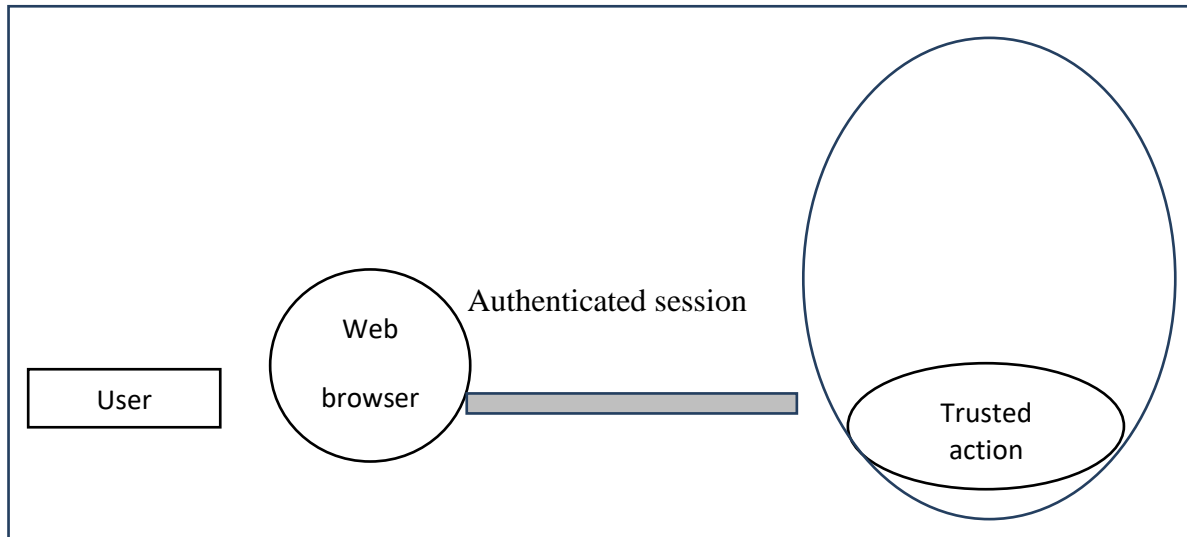 Authenticated session
Web
browser
User
Trusted
action